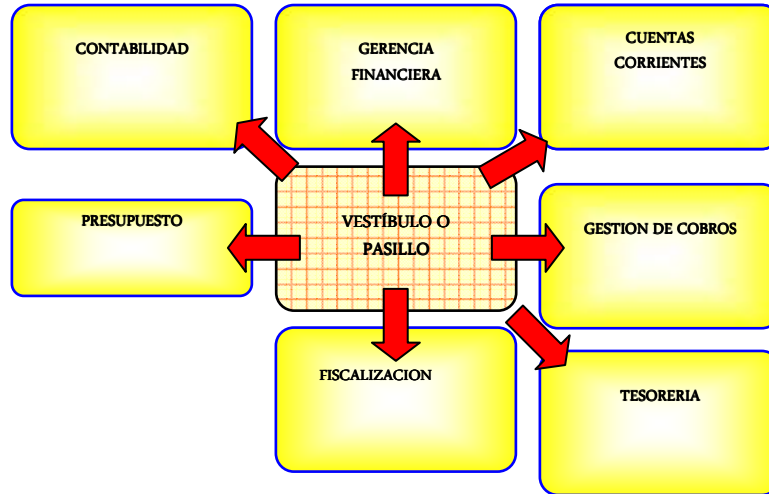 CONTABILIDAD
GERENCIA
FINANCIERA
CUENTAS
CORRIENTES
PRESUPUESTO
VESTÍBULO O
PASILLO
GESTION DE COBROS
FISCALIZACION
TESORERIA